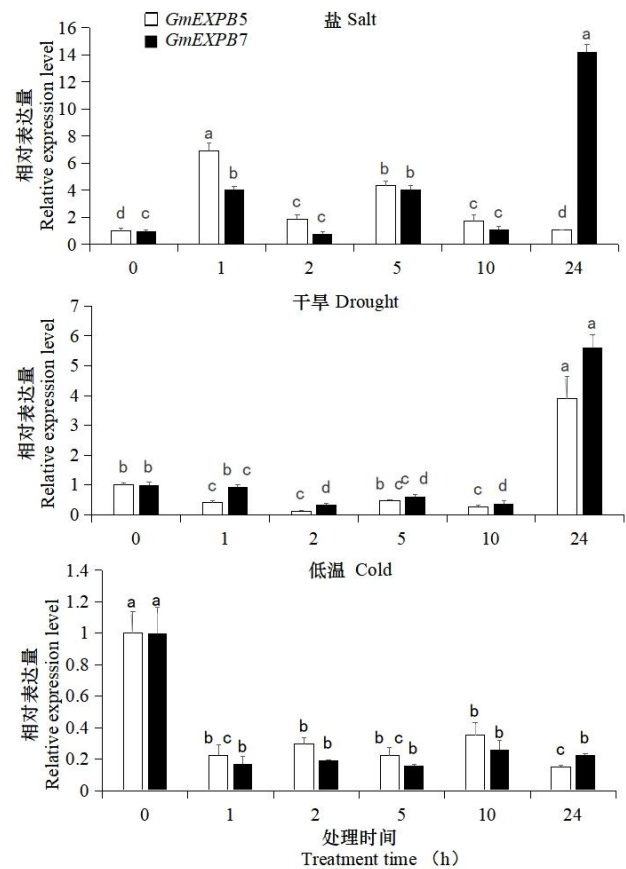 GmEXPB5
盐 Salt
GmEXPB7
相对表达量
Relative expression level
16
14
12
10
8
6
4
2
0
d c a b c c b b c c d a
0 1 2 5 10 24
干旱 Drought
相对表达量
Relative expression level
7
6
5
4
3
2
1
0
b b c b c c d b c c d c d a a
0 1 2 5 10 24
低温 Cold
相对表达量
Relative expression level
1.4
1.2
1
0.8
0.6
0.4
0.2
0
a a b c b b b b c b b b c b
0 1 2 5 10 24
处理时间
Treatment time （h）